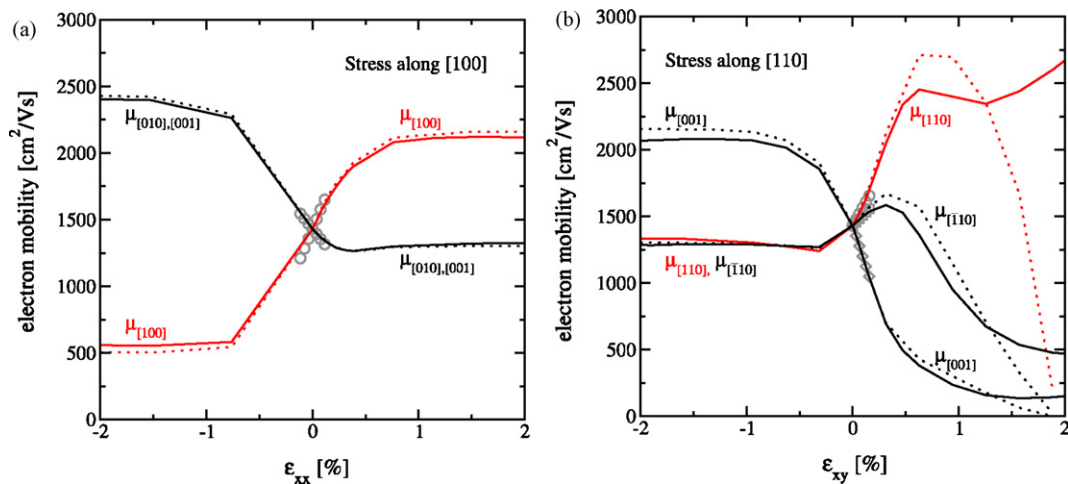 (a)
electron mobility [cm²/Vs]
3000
2500
2000
1500
1000
500
0
Stress along [100]
μ[010],[001]
μ[100]
μ[010],[001]
μ[100]
-2 -1 0 1 2
εxx [%]
(b)
electron mobility [cm²/Vs]
3000
2500
2000
1500
1000
500
0
Stress along [110]
μ[001]
μ[110]
μ[1̄10]
μ[110], μ[1̄10]
μ[001]
-2 -1 0 1 2
εxy [%]